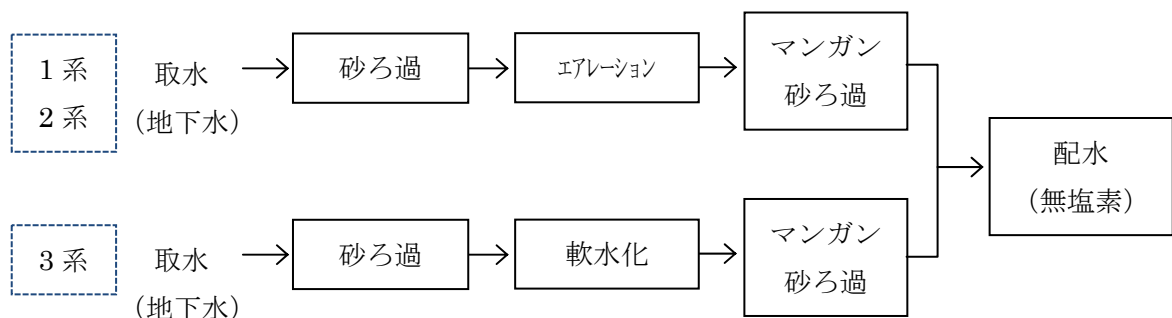 1 系
2 系
取水
（地下水）
砂ろ過
エアレーション
マンガン
砂ろ過
配水
（無塩素）
3 系
取水
（地下水）
砂ろ過
軟水化
マンガン
砂ろ過